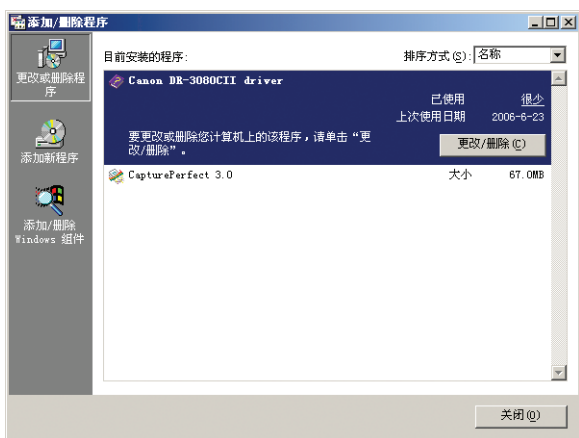 添加/删除程序
更改或删除程
序
添加新程序
添加/删除
Windows 组件
目前安装的程序:
排序方式(S): 名称
Canon DR-3080CII driver
已使用 很少
上次使用日期 2006-6-23
要更改或删除您计算机上的该程序，请单击“更
改/删除”。
更改/删除(C)
CapturePerfect 3.0 大小 67.0MB
关闭(O)